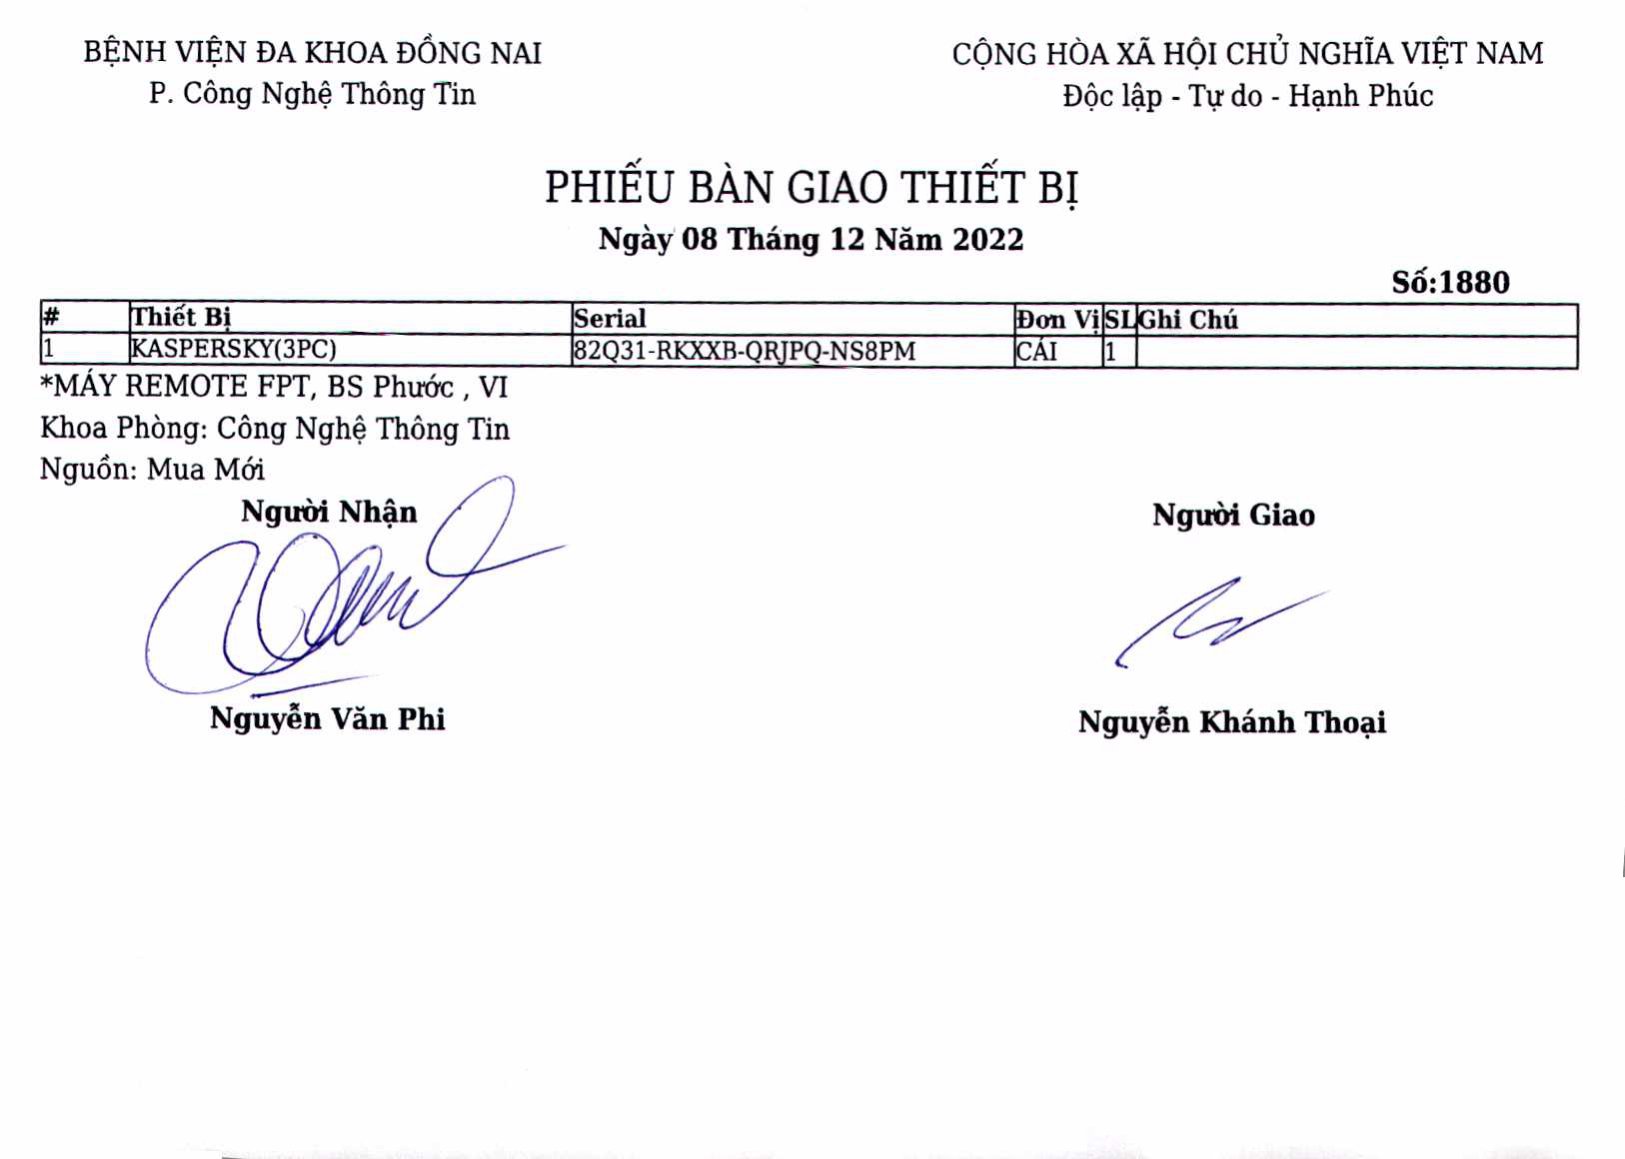 BỆNH VIỆN ĐA KHOA ĐỒNG NAI
P. Công Nghệ Thông Tin
CỘNG HÒA XÃ HỘI CHỦ NGHĨA VIỆT NAM
Độc lập - Tự do - Hạnh Phúc
PHIẾU BÀN GIAO THIẾT BỊ
Ngày 08 Tháng 12 Năm 2022
Số:1880
# Thiết Bị Serial Đơn Vị SL Ghi Chú
1 KASPERSKY(3PC) 82Q31-RKXXB-QRJPQ-NS8PM CÁI 1
*MÁY REMOTE FPT, BS Phước , VI
Khoa Phòng: Công Nghệ Thông Tin
Nguồn: Mua Mới
Người Nhận Người Giao
Nguyễn Văn Phi Nguyễn Khánh Thoại